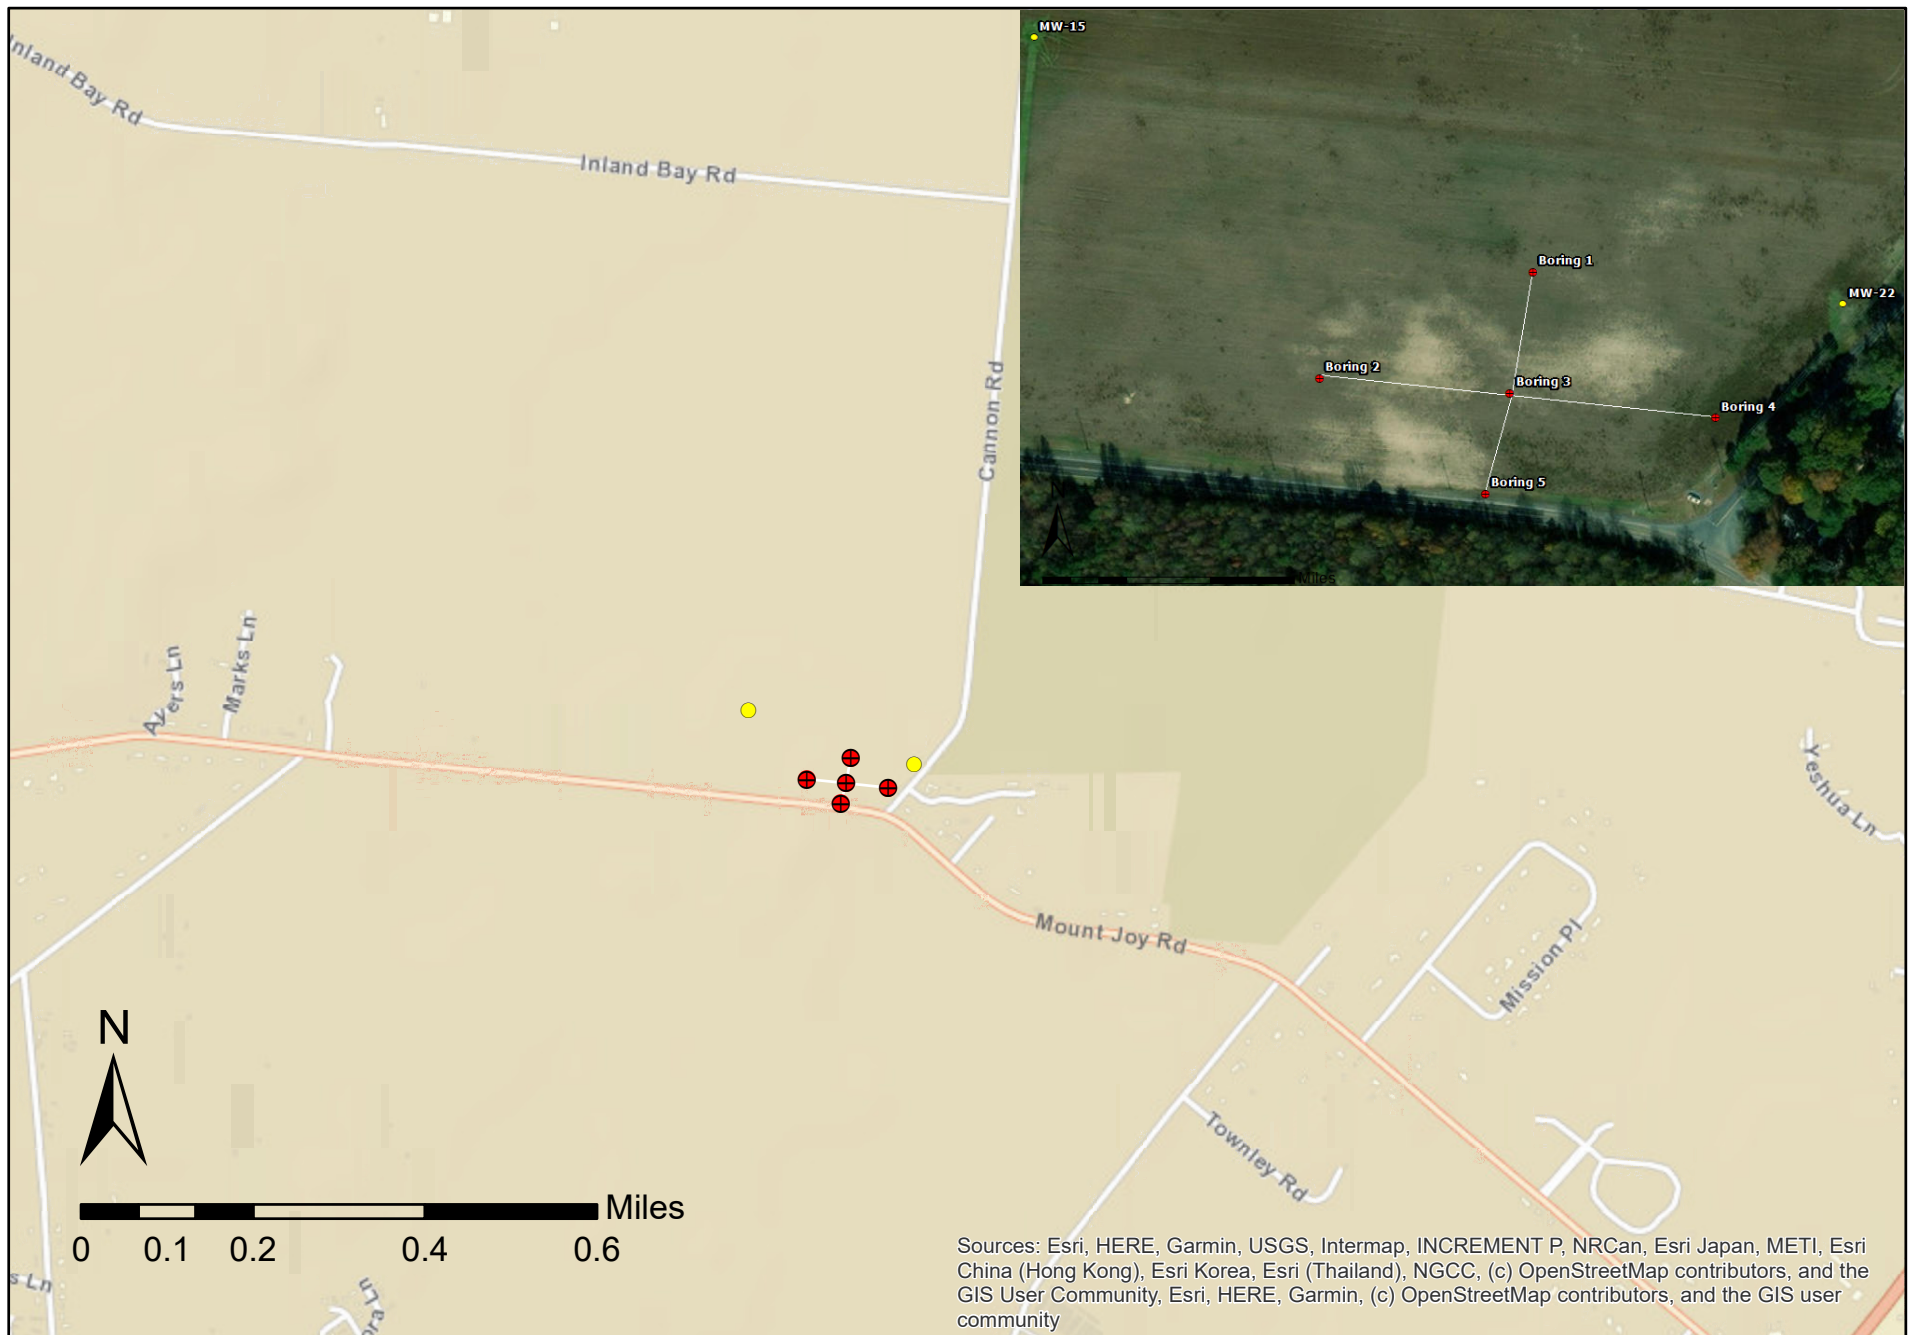 Inland Bay Rd
Inland Bay Rd
Cannon Rd
MW-15
Boring 1
MW-22
Boring 2
Boring 3
Boring 4
Boring 5
Miles
Ayers Ln
Marks Ln
Yeshua Ln
Mount Joy Rd
Mission Pl
Townley Rd
N
Miles
0 0.1 0.2 0.4 0.6
s Ln
ora Ln
Sources: Esri, HERE, Garmin, USGS, Intermap, INCREMENT P, NRCan, Esri Japan, METI, Esri
China (Hong Kong), Esri Korea, Esri (Thailand), NGCC, (c) OpenStreetMap contributors, and the
GIS User Community, Esri, HERE, Garmin, (c) OpenStreetMap contributors, and the GIS user
community